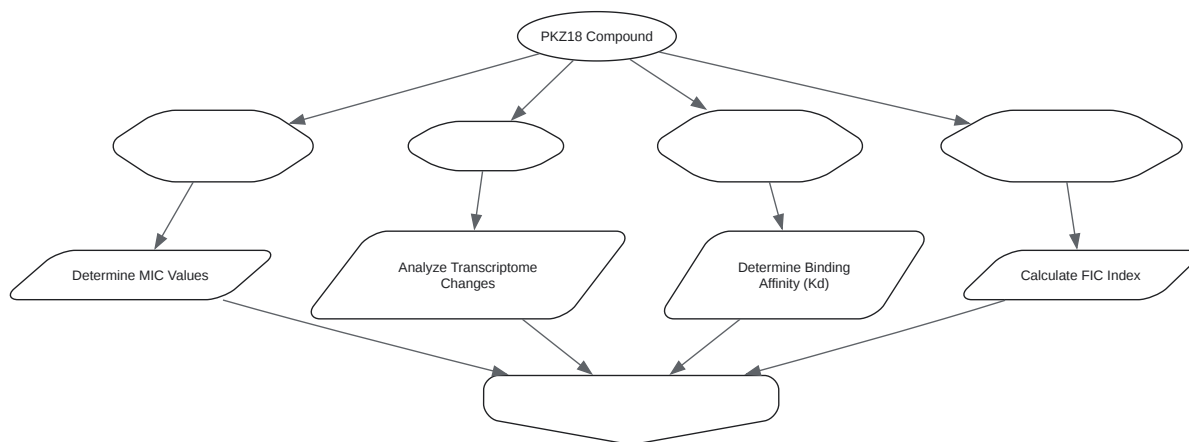 PKZ18 Compound
Determine MIC Values
Analyze Transcriptome
Changes
Determine Binding
Affinity (Kd)
Calculate FIC Index